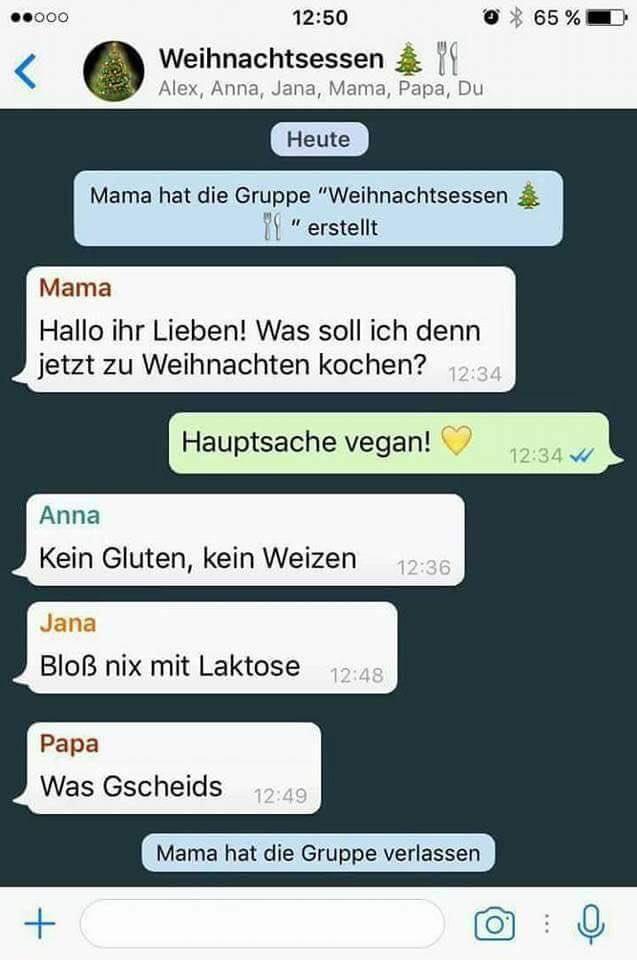 12:50 65 %
Weihnachtsessen 🎄🍴
Alex, Anna, Jana, Mama, Papa, Du
Heute
Mama hat die Gruppe "Weihnachtsessen 🎄
🍴 " erstellt
Mama
Hallo ihr Lieben! Was soll ich denn
jetzt zu Weihnachten kochen? 12:34
Hauptsache vegan! 💛 12:34
Anna
Kein Gluten, kein Weizen 12:36
Jana
Bloß nix mit Laktose 12:48
Papa
Was Gscheids 12:49
Mama hat die Gruppe verlassen